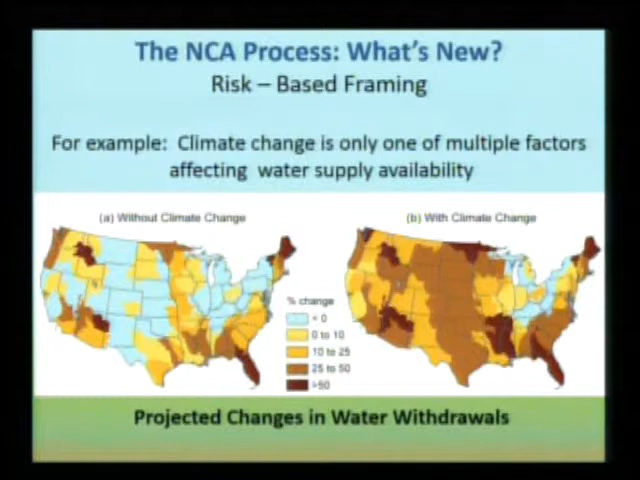 The NCA Process: What's New?
Risk – Based Framing
For example: Climate change is only one of multiple factors
affecting water supply availability
(a) Without Climate Change
(b) With Climate Change
% change
< 0
0 to 10
10 to 25
25 to 50
>50
Projected Changes in Water Withdrawals